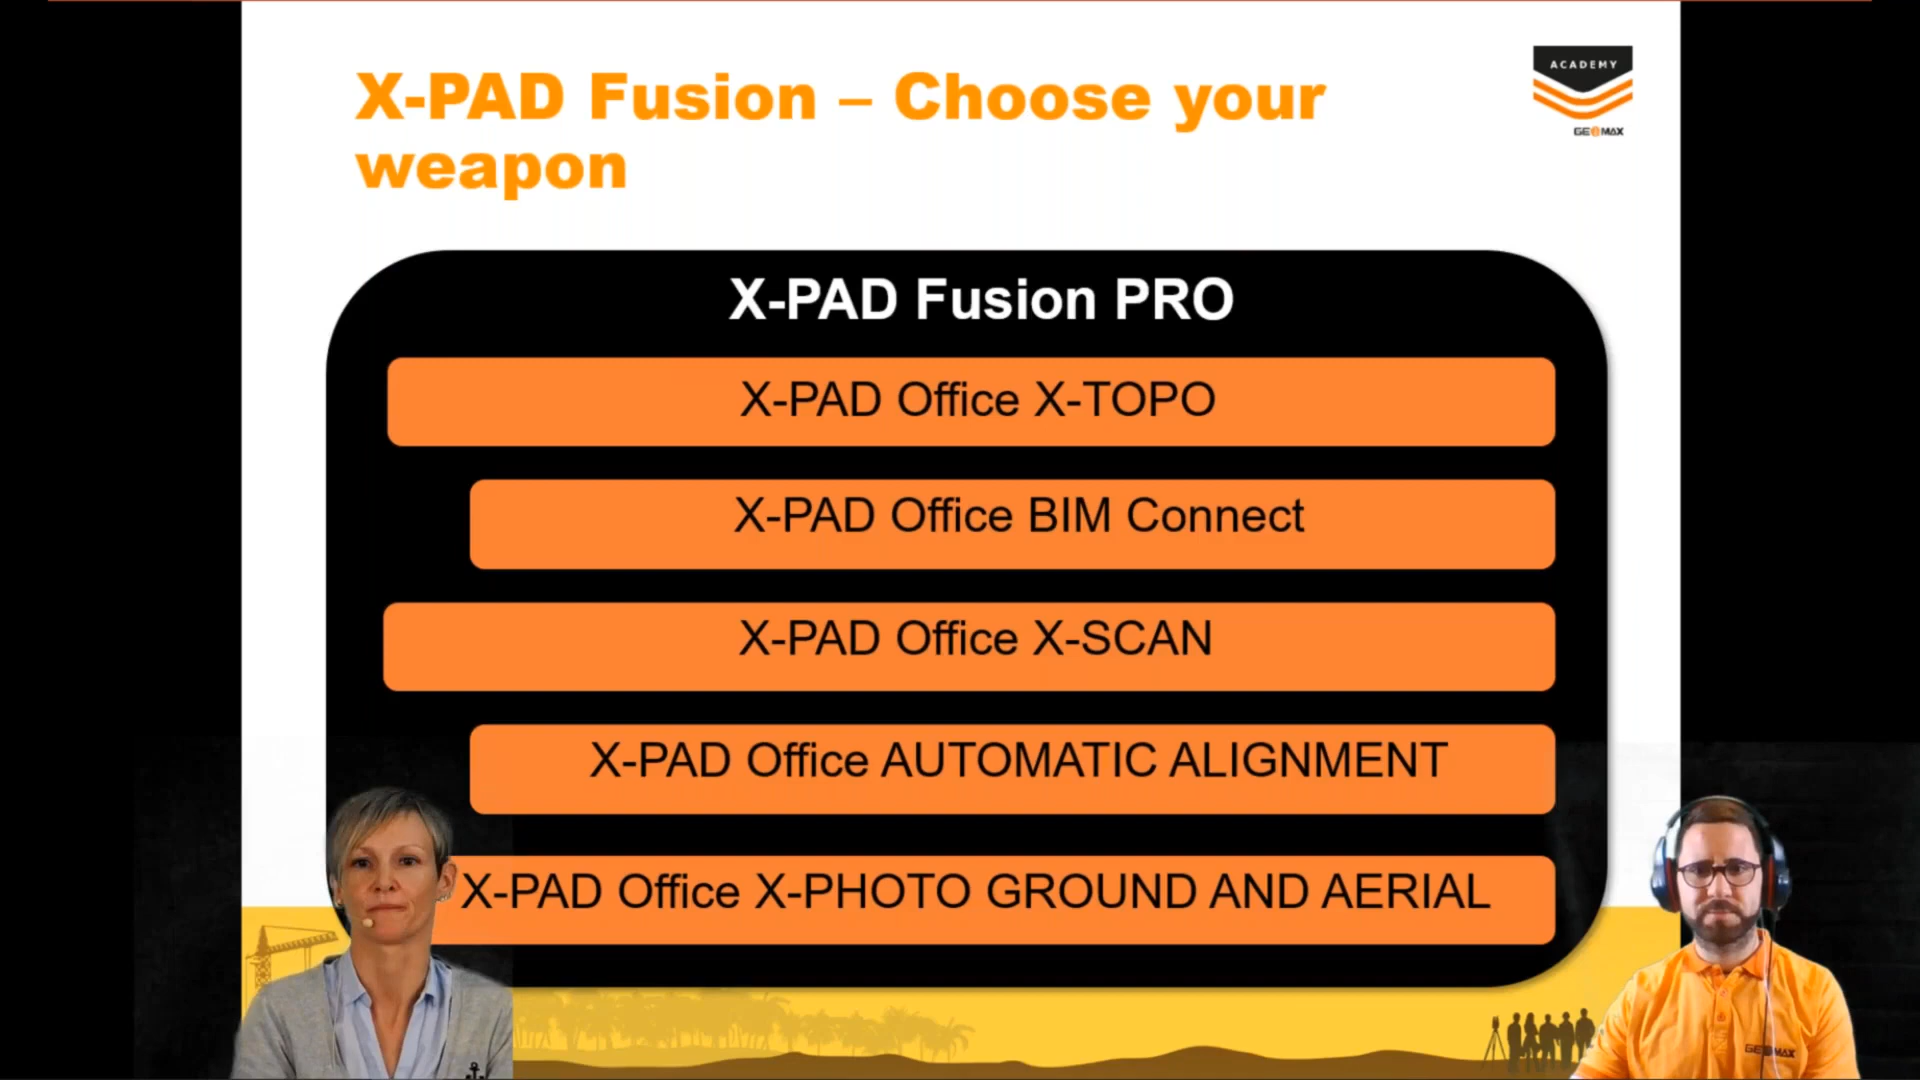 X-PAD Fusion – Choose your
weapon
ACADEMY
GEOMAX
X-PAD Fusion PRO
X-PAD Office X-TOPO
X-PAD Office BIM Connect
X-PAD Office X-SCAN
X-PAD Office AUTOMATIC ALIGNMENT
X-PAD Office X-PHOTO GROUND AND AERIAL
GEOMAX